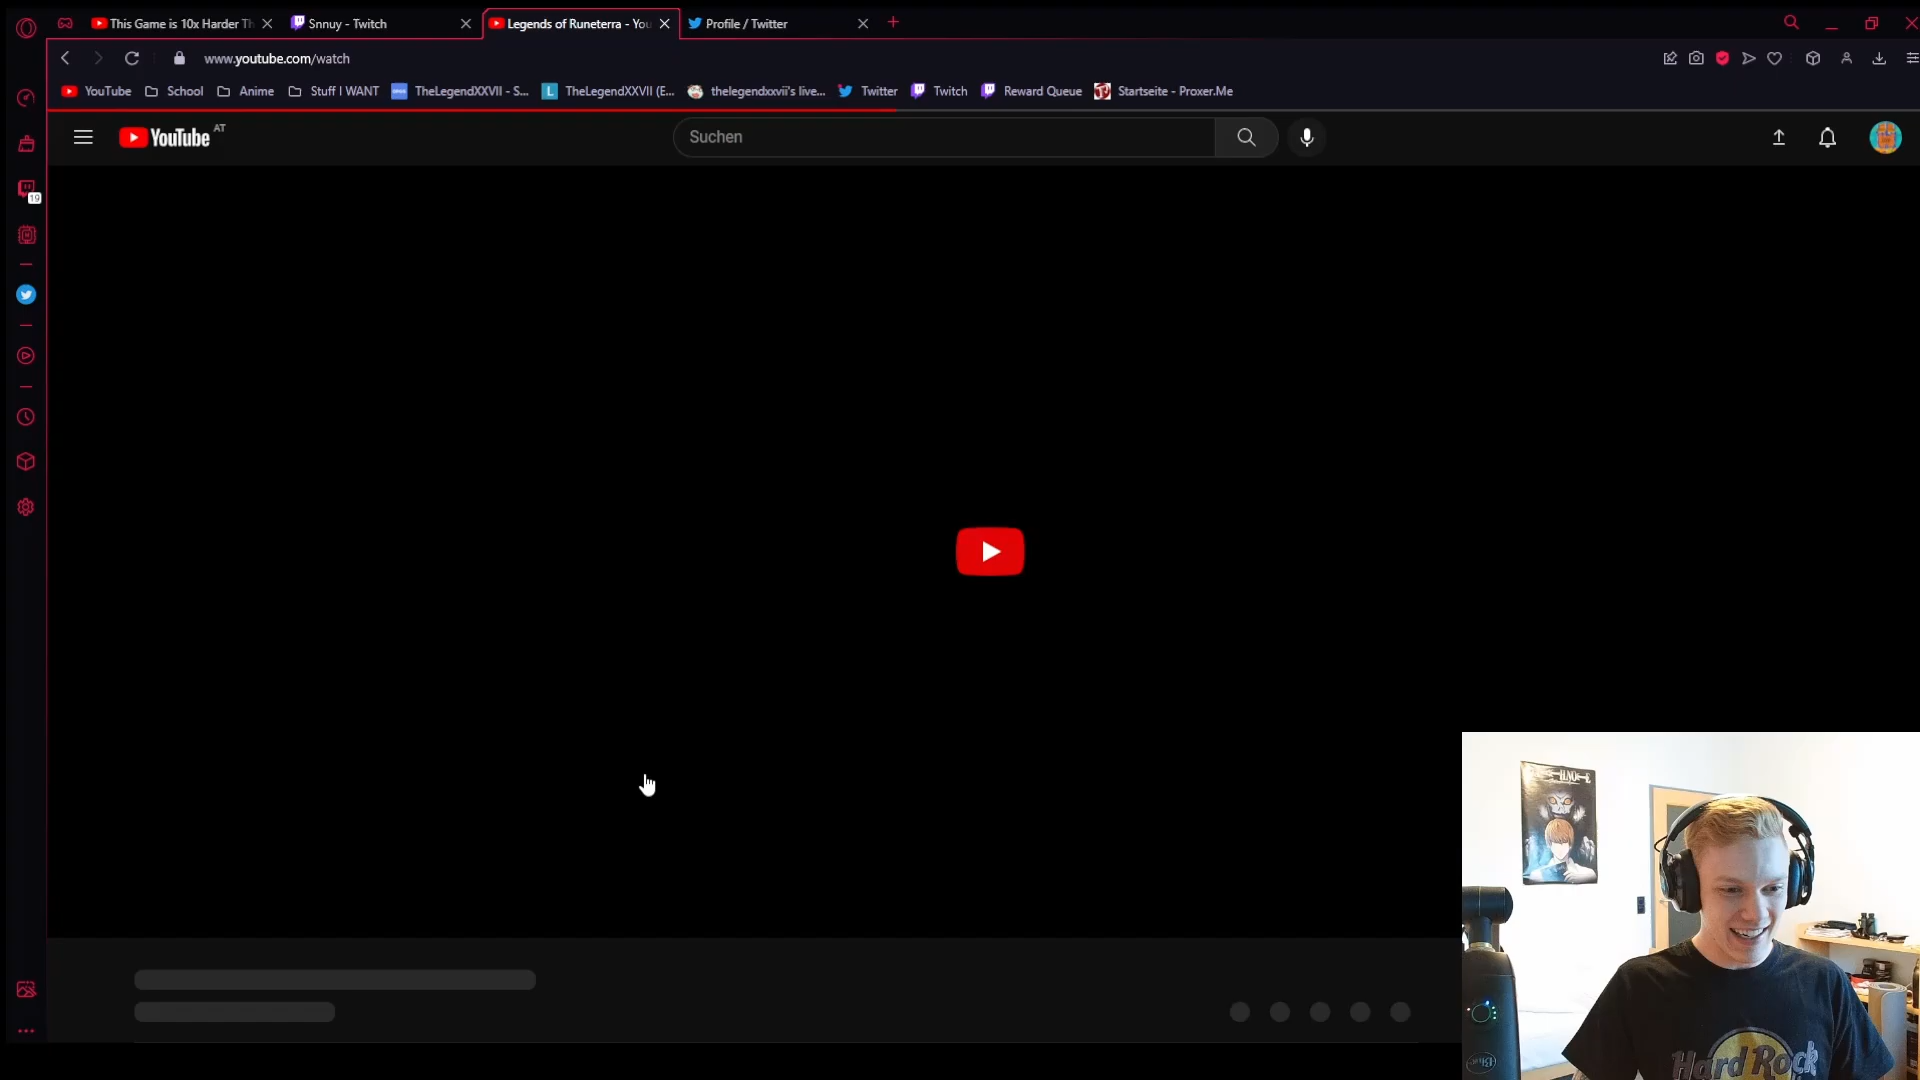 This Game is 10x Harder Th
Snnuy - Twitch
Legends of Runeterra - You
Profile / Twitter
www.youtube.com/watch
YouTube
School
Anime
Stuff I WANT
TheLegendXXVII - S...
TheLegendXXVII (E...
thelegendxxvii's live...
Twitter
Twitch
Reward Queue
Startseite - Proxer.Me
YouTube AT
Suchen
19
Hard Rock